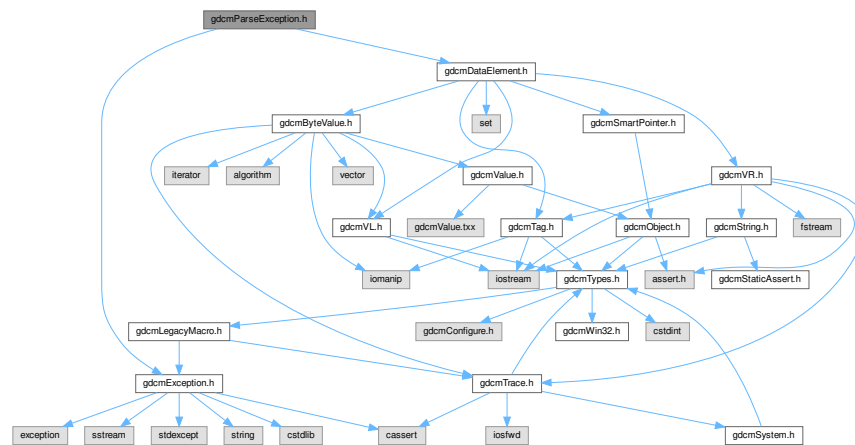 gdcmParseException.h
gdcmDataElement.h
gdcmByteValue.h
set
gdcmSmartPointer.h
iterator
algorithm
vector
gdcmValue.h
gdcmVR.h
gdcmVL.h
gdcmValue.txx
gdcmTag.h
gdcmObject.h
gdcmString.h
fstream
iomanip
iostream
gdcmTypes.h
assert.h
gdcmStaticAssert.h
gdcmLegacyMacro.h
gdcmConfigure.h
gdcmWin32.h
cstdint
gdcmException.h
gdcmTrace.h
exception
sstream
stdexcept
string
cstdlib
cassert
iosfwd
gdcmSystem.h